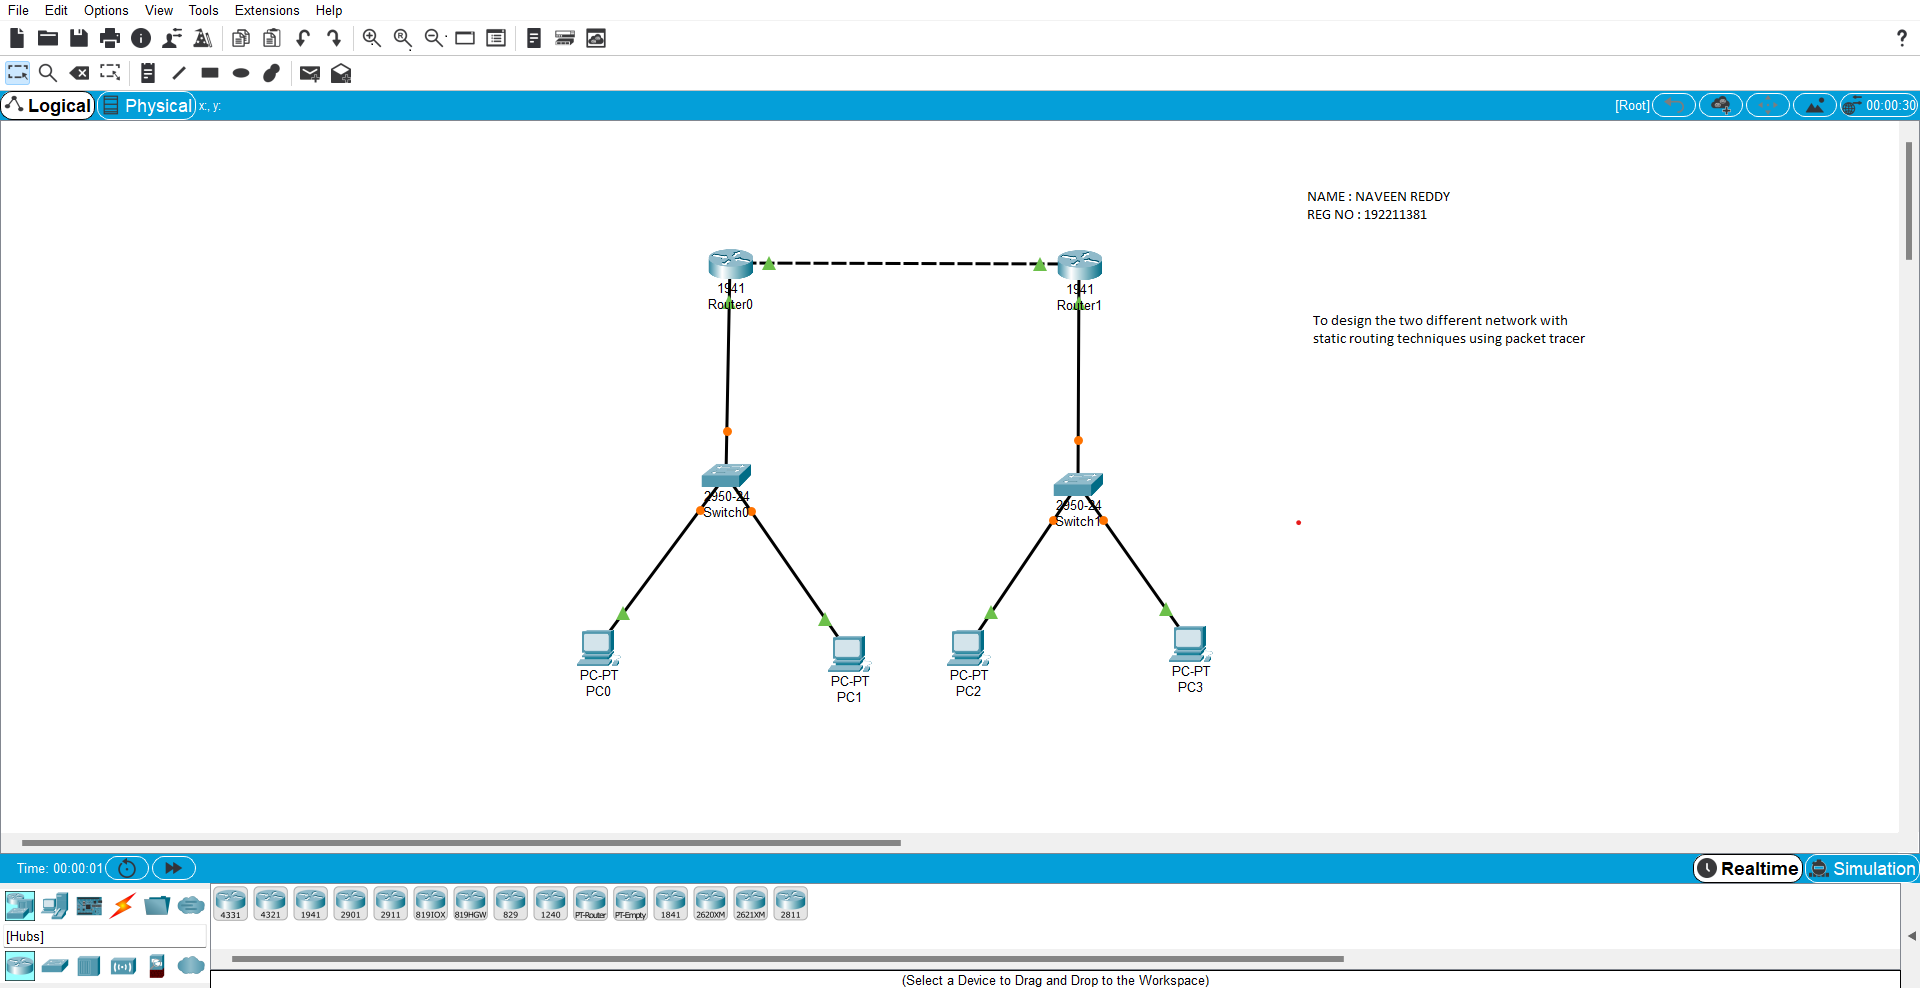 File Edit Options View Tools Extensions Help
?
Logical Physical x:, y: [Root] 00:00:30
NAME : NAVEEN REDDY
REG NO : 192211381
1941
Router0
1941
Router1
To design the two different network with
static routing techniques using packet tracer
2950-24
Switch0
2950-24
Switch1
PC-PT
PC0
PC-PT
PC1
PC-PT
PC2
PC-PT
PC3
Time: 00:00:01 Realtime Simulation
4331 4321 1941 2901 2911 819IOX 819HGW 829 1240 PT-Router PT-Empty 1841 2620XM 2621XM 2811
[Hubs]
(Select a Device to Drag and Drop to the Workspace)